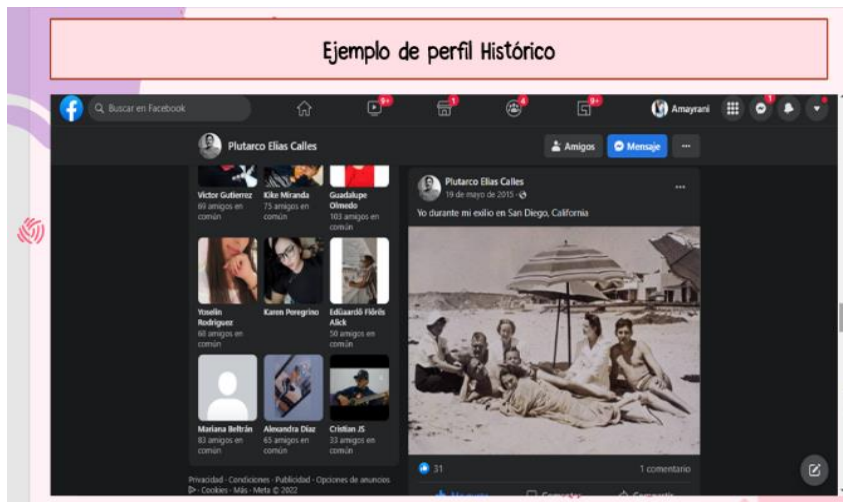 Ejemplo de perfil Histórico
Buscar en Facebook
9+
1
4
9+
Amayrani
1
Plutarco Elias Calles
Amigos
Mensaje
Victor Gutierrez
69 amigos en
común
Kike Miranda
75 amigos en
común
Guadalupe
Olmedo
103 amigos en
común
Yoselin
Rodriguez
60 amigos en
común
Karen Peregrino
Edüaardô Flôrës
Alick
50 amigos en
común
Mariana Beltrán
83 amigos en
común
Alexandra Díaz
65 amigos en
común
Cristian JS
33 amigos en
común
Privacidad · Condiciones · Publicidad · Opciones de anuncios
· Cookies · Más · Meta © 2022
Plutarco Elias Calles
19 de mayo de 2015 ·
Yo durante mi exilio en San Diego, California
31
1 comentario